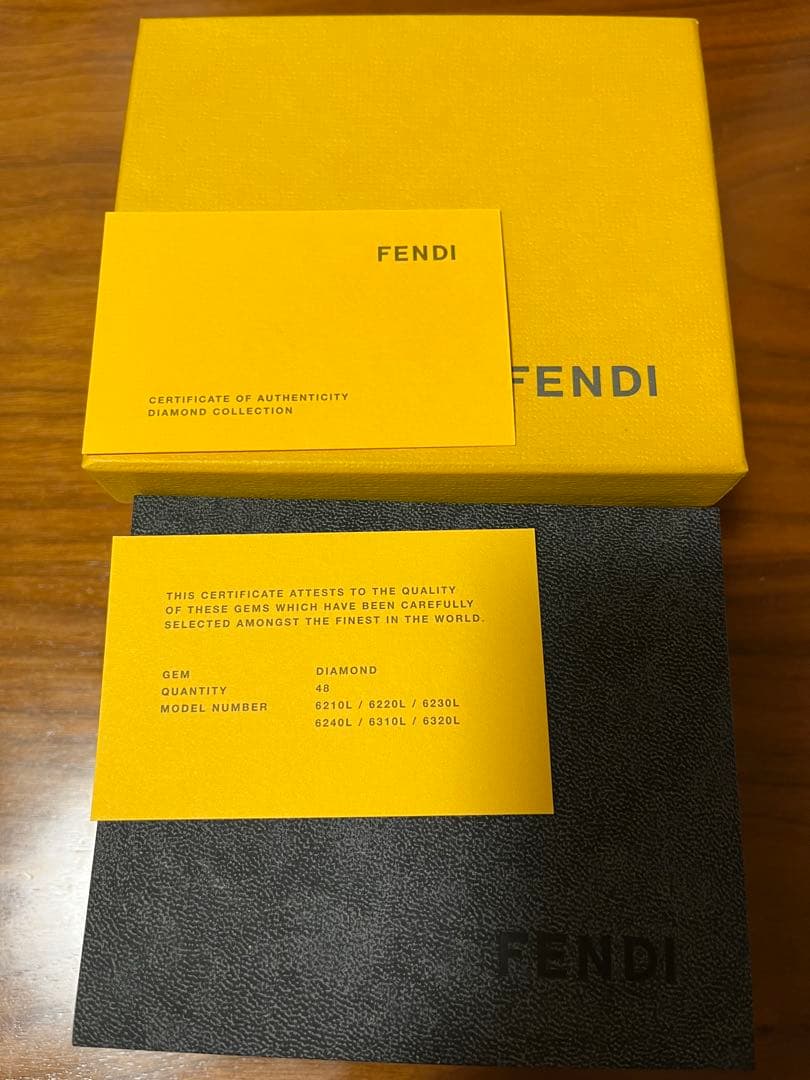 FENDI
CERTIFICATE OF AUTHENTICITY
DIAMOND COLLECTION
FENDI
THIS CERTIFICATE ATTESTS TO THE QUALITY
OF THESE GEMS WHICH HAVE BEEN CAREFULLY
SELECTED AMONGST THE FINEST IN THE WORLD.
GEM DIAMOND
QUANTITY 48
MODEL NUMBER 6210L / 6220L / 6230L
6240L / 6310L / 6320L
FENDI